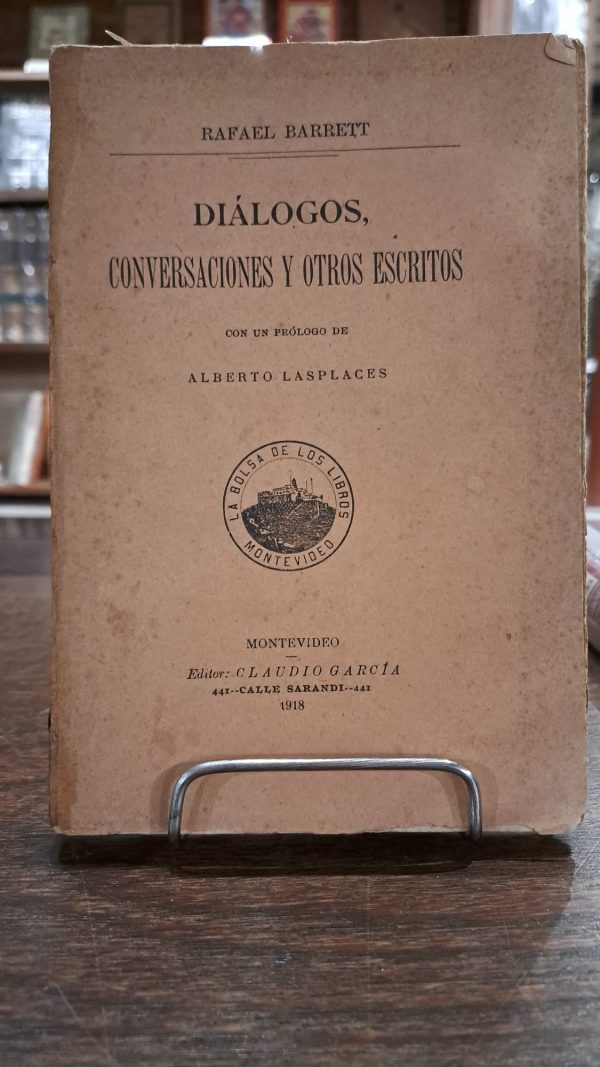 RAFAEL BARRETT
DIÁLOGOS,
CONVERSACIONES Y OTROS ESCRITOS
CON UN PRÓLOGO DE
ALBERTO LASPLACES
LA BOLSA DE LOS LIBROS
MONTEVIDEO
MONTEVIDEO
Editor: CLAUDIO GARCÍA
441--CALLE SARANDI--441
1918